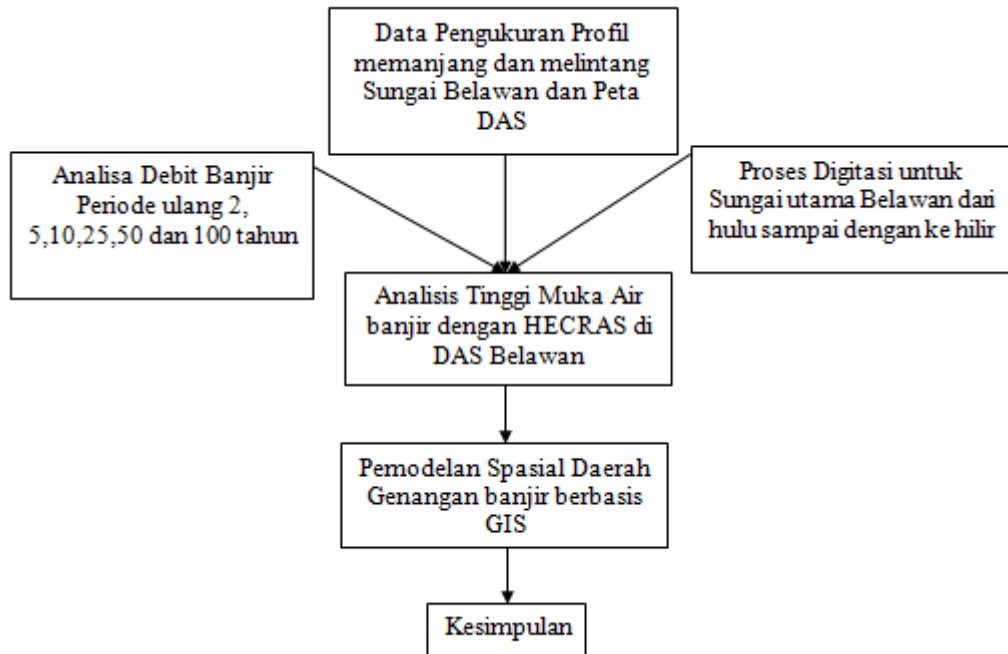 Data Pengukuran Profil
memanjang dan melintang
Sungai Belawan dan Peta
DAS
Analisa Debit Banjir
Periode ulang 2,
5,10,25,50 dan 100 tahun
Proses Digitasi untuk
Sungai utama Belawan dari
hulu sampai dengan ke hilir
Analisis Tinggi Muka Air
banjir dengan HECRAS di
DAS Belawan
Pemodelan Spasial Daerah
Genangan banjir berbasis
GIS
Kesimpulan